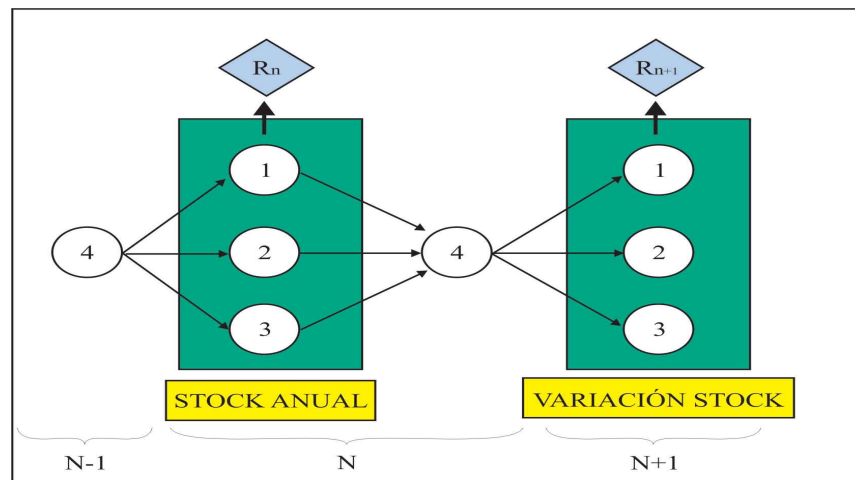 Rn
Rn+1
1
1
4
2
4
2
3
3
STOCK ANUAL
VARIACIÓN STOCK
N-1
N
N+1